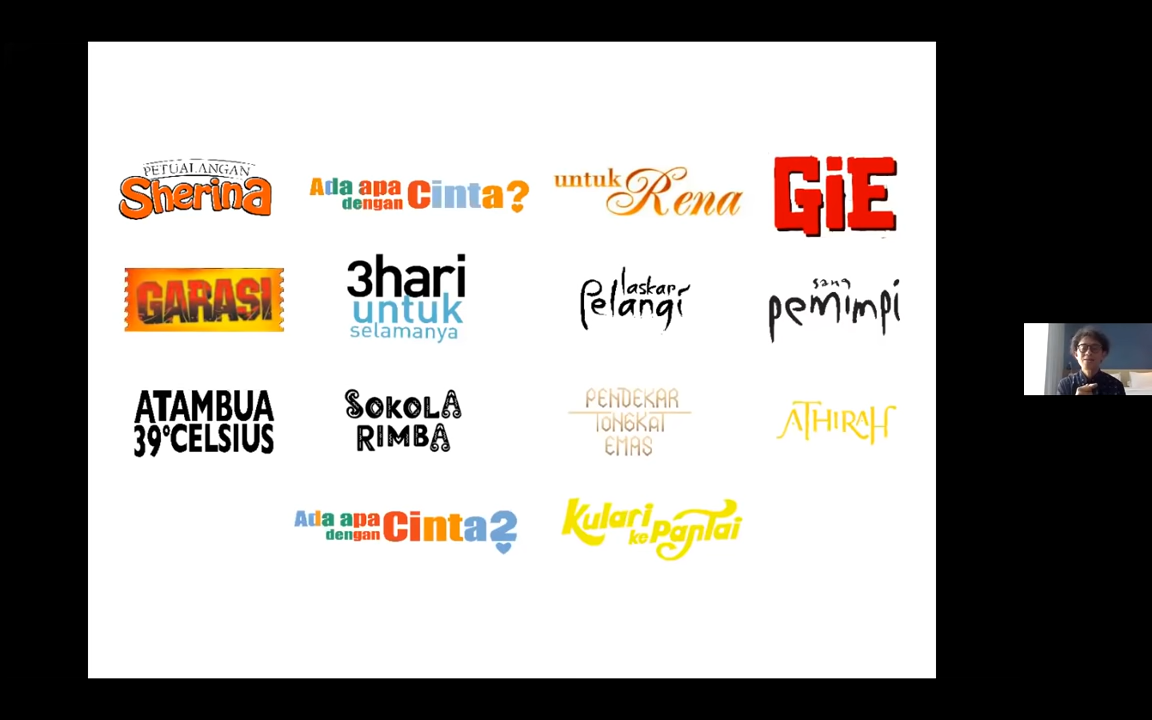 PETUALANGAN
Sherina
Ada apa
dengan Cinta?
untuk Rena
GiE
GARASI
3hari
untuk
selamanya
laskar
Pelangi
sang
pemimpi
ATAMBUA
39°CELSIUS
SOKOLA
RIMBA
PENDEKAR
TONGKAT
EMAS
ATHIRAH
Ada apa
dengan Cinta2
Kulari
ke Pantai